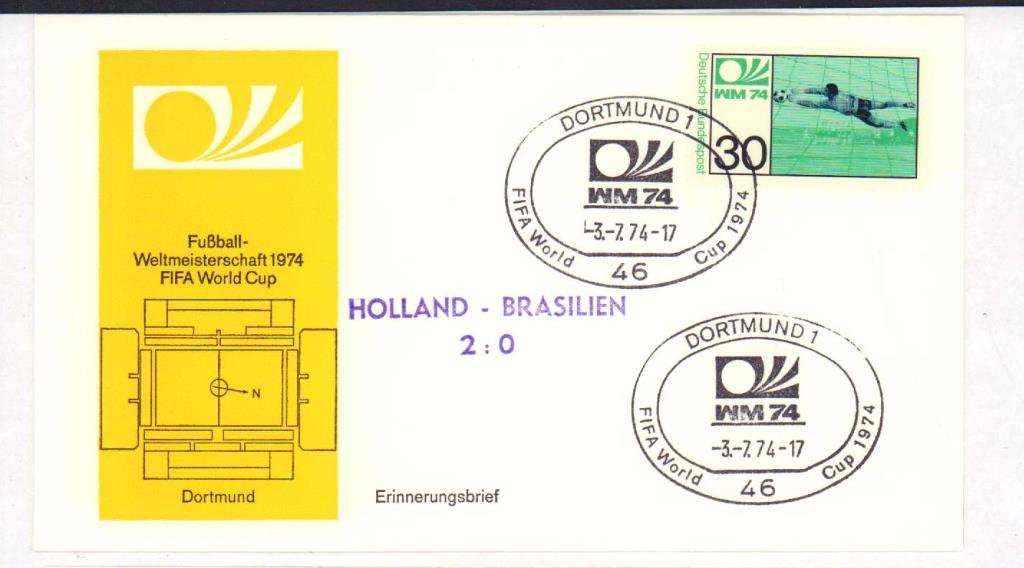 Fußball-
Weltmeisterschaft 1974
FIFA World Cup
N
Dortmund
Erinnerungsbrief
HOLLAND - BRASILIEN
2 : 0
Deutsche Bundespost
WM 74
30
DORTMUND 1
WM 74
-3.-7. 74-17
FIFA World Cup 1974
46
DORTMUND 1
WM 74
-3.-7. 74-17
FIFA World Cup 1974
46